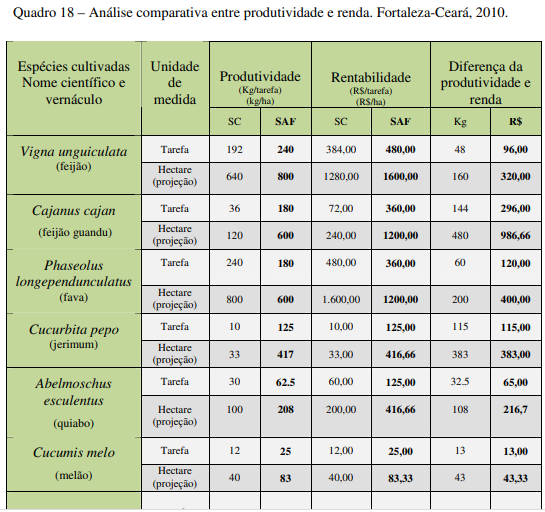 Quadro 18 – Análise comparativa entre produtividade e renda. Fortaleza-Ceará, 2010.
Espécies cultivadas Nome científico e vernáculo | Unidade de medida | Produtividade (Kg/tarefa) (kg/ha) | Rentabilidade (R$/tarefa) (R$/ha) | Diferença da produtividade e renda
SC | SAF | SC | SAF | Kg | R$
Vigna unguiculata (feijão) | Tarefa | 192 | 240 | 384,00 | 480,00 | 48 | 96,00
Hectare (projeção) | 640 | 800 | 1280,00 | 1600,00 | 160 | 320,00
Cajanus cajan (feijão guandu) | Tarefa | 36 | 180 | 72,00 | 360,00 | 144 | 296,00
Hectare (projeção) | 120 | 600 | 240,00 | 1200,00 | 480 | 986,66
Phaseolus longependunculatus (fava) | Tarefa | 240 | 180 | 480,00 | 360,00 | 60 | 120,00
Hectare (projeção) | 800 | 600 | 1.600,00 | 1200,00 | 200 | 400,00
Cucurbita pepo (jerimum) | Tarefa | 10 | 125 | 10,00 | 125,00 | 115 | 115,00
Hectare (projeção) | 33 | 417 | 33,00 | 416,66 | 383 | 383,00
Abelmoschus esculentus (quiabo) | Tarefa | 30 | 62.5 | 60,00 | 125,00 | 32.5 | 65,00
Hectare (projeção) | 100 | 208 | 200,00 | 416,66 | 108 | 216,7
Cucumis melo (melão) | Tarefa | 12 | 25 | 12,00 | 25,00 | 13 | 13,00
Hectare (projeção) | 40 | 83 | 40,00 | 83,33 | 43 | 43,33